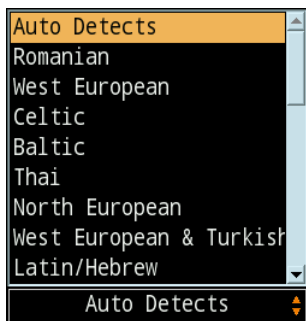 Auto Detects
Romanian
West European
Celtic
Baltic
Thai
North European
West European & Turkish
Latin/Hebrew
Auto Detects